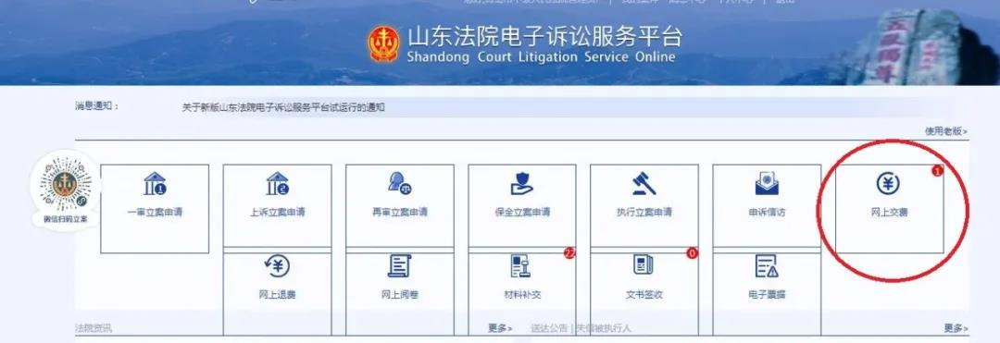 山东法院电子诉讼服务平台
Shandong Court Litigation Service Online
五岳独尊
消息通知：
关于新版山东法院电子诉讼服务平台试运行的通知
使用老版>
微信扫码立案
一审立案申请
上诉立案申请
再审立案申请
保全立案申请
执行立案申请
申诉信访
1
网上交费
网上退费
网上阅卷
22
材料补交
0
文书签收
电子票据
法院资讯
更多>
送达公告 | 失信被执行人
更多>